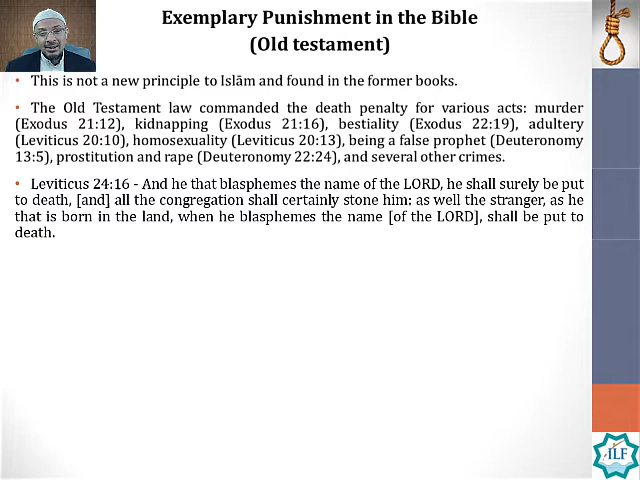 Exemplary Punishment in the Bible
(Old testament)
• This is not a new principle to Islām and found in the former books.
• The Old Testament law commanded the death penalty for various acts: murder
(Exodus 21:12), kidnapping (Exodus 21:16), bestiality (Exodus 22:19), adultery
(Leviticus 20:10), homosexuality (Leviticus 20:13), being a false prophet (Deuteronomy
13:5), prostitution and rape (Deuteronomy 22:24), and several other crimes.
• Leviticus 24:16 - And he that blasphemes the name of the LORD, he shall surely be put
to death, [and] all the congregation shall certainly stone him: as well the stranger, as he
that is born in the land, when he blasphemes the name [of the LORD], shall be put to
death.
ILF